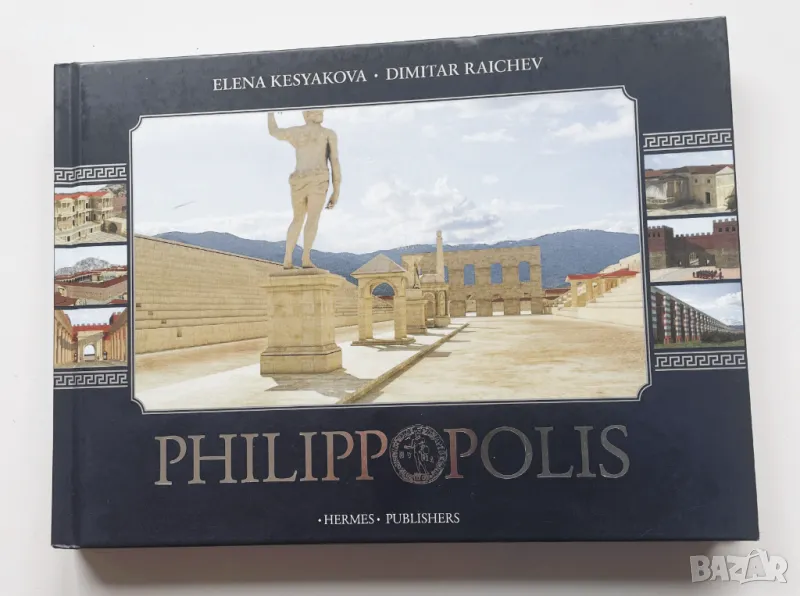 ELENA KESYAKOVA • DIMITAR RAICHEV
PHILIPPOPOLIS
•HERMES• PUBLISHERS
BAZAR